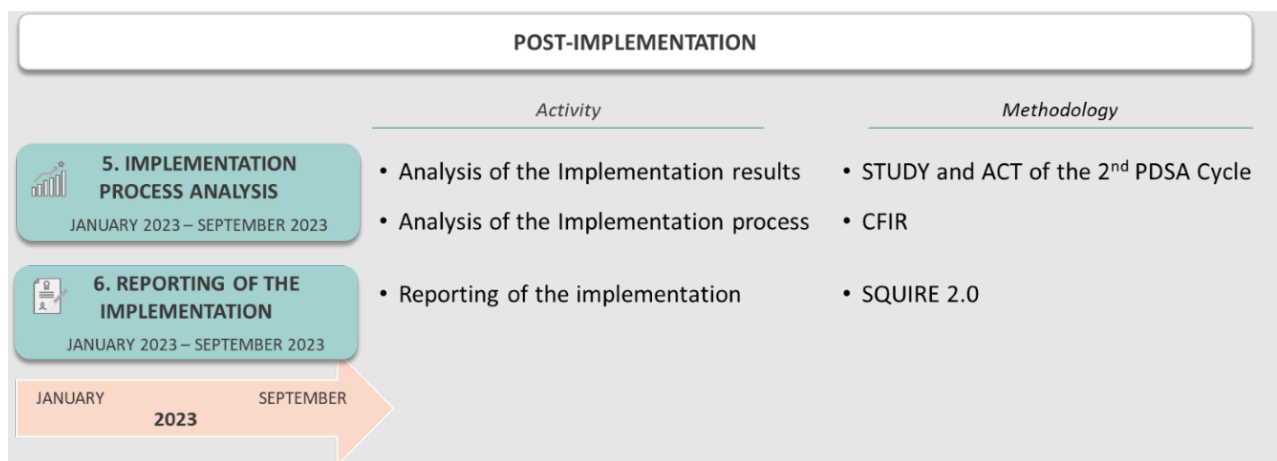 POST-IMPLEMENTATION
Activity
Methodology
5. IMPLEMENTATION
PROCESS ANALYSIS
JANUARY 2023 – SEPTEMBER 2023
• Analysis of the Implementation results
• STUDY and ACT of the 2nd PDSA Cycle
• Analysis of the Implementation process
• CFIR
6. REPORTING OF THE
IMPLEMENTATION
JANUARY 2023 – SEPTEMBER 2023
• Reporting of the implementation
• SQUIRE 2.0
JANUARY
SEPTEMBER
2023